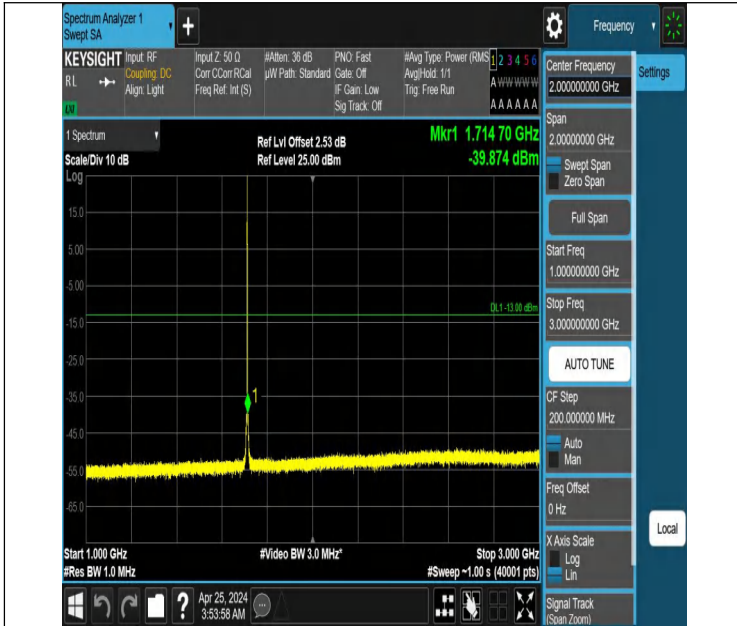 Spectrum Analyzer 1
Swept SA
+
Frequency
KEYSIGHT
RL
Input: RF
Coupling: DC
Align: Light
Input Z: 50 Ω
Corr CCorr RCal
Freq Ref: Int (S)
#Atten: 36 dB
µW Path: Standard
PNO: Fast
Gate: Off
IF Gain: Low
Sig Track: Off
#Avg Type: Power (RMS
Avg|Hold: 1/1
Trig: Free Run
1 2 3 4 5 6
A W W W W W
A A A A A A
1 Spectrum
Scale/Div 10 dB
Log
Ref Lvl Offset 2.53 dB
Ref Level 25.00 dBm
Mkr1 1.714 70 GHz
-39.874 dBm
15.0
5.00
-5.00
-15.0
-25.0
-35.0
-45.0
-55.0
-65.0
DL1 -13.00 dBm
1
Start 1.000 GHz
#Res BW 1.0 MHz
#Video BW 3.0 MHz*
Stop 3.000 GHz
#Sweep ~1.00 s (40001 pts)
Center Frequency
2.000000000 GHz
Settings
Span
2.00000000 GHz
Swept Span
Zero Span
Full Span
Start Freq
1.000000000 GHz
Stop Freq
3.000000000 GHz
AUTO TUNE
CF Step
200.000000 MHz
Auto
Man
Freq Offset
0 Hz
X Axis Scale
Log
Lin
Local
Signal Track
(Span Zoom)
?
Apr 25, 2024
3:53:58 AM